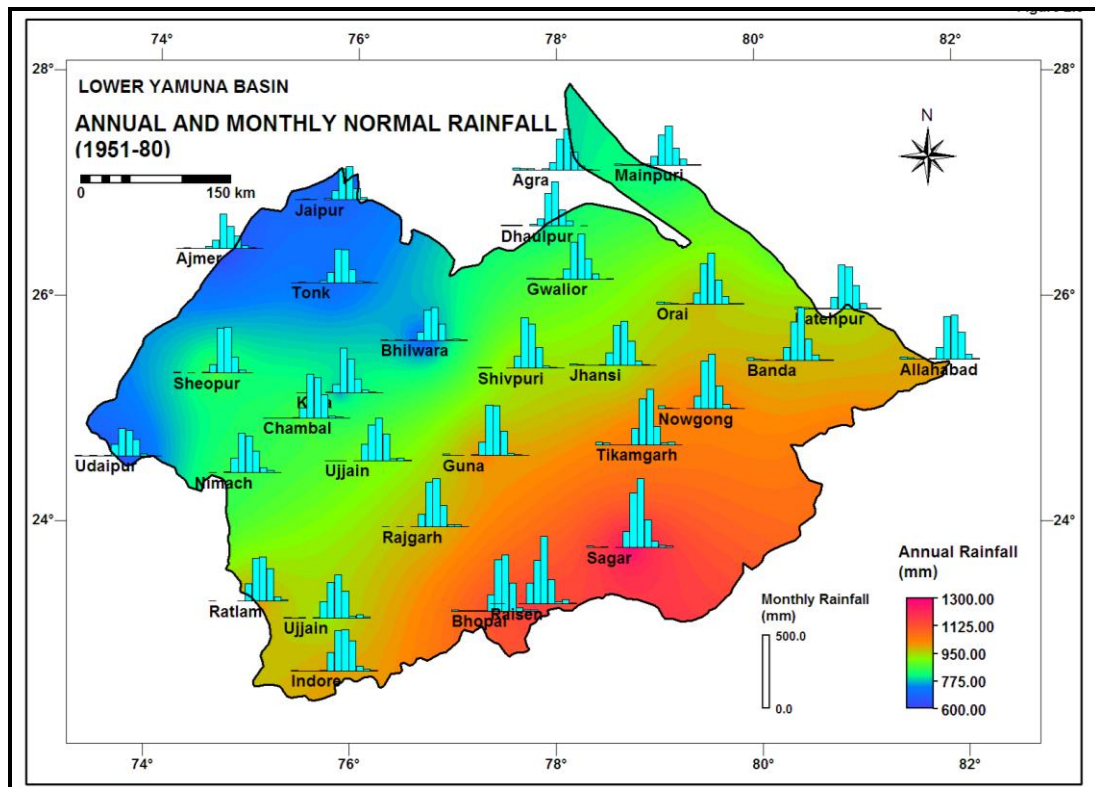 74° 76° 78° 80° 82°
28° 28°
LOWER YAMUNA BASIN
ANNUAL AND MONTHLY NORMAL RAINFALL
(1951-80)
N
0 150 km
Agra
Mainpuri
Jaipur
Dhaulpur
Ajmer
Gwalior
Tonk
26° 26°
Orai
Bhilwara
Sheopur
Shivpuri
Jhansi
Banda
Allahabad
Chambal
Nowgong
Tikamgarh
Udaipur
Nimach
Ujjain
Guna
24° 24°
Rajgarh
Sagar
Annual Rainfall
(mm)
Ratlam
Ujjain
Bhopal
Raisen
Monthly Rainfall
(mm)
500.0
0.0
1300.00
1125.00
950.00
775.00
600.00
Indore
74° 76° 78° 80° 82°